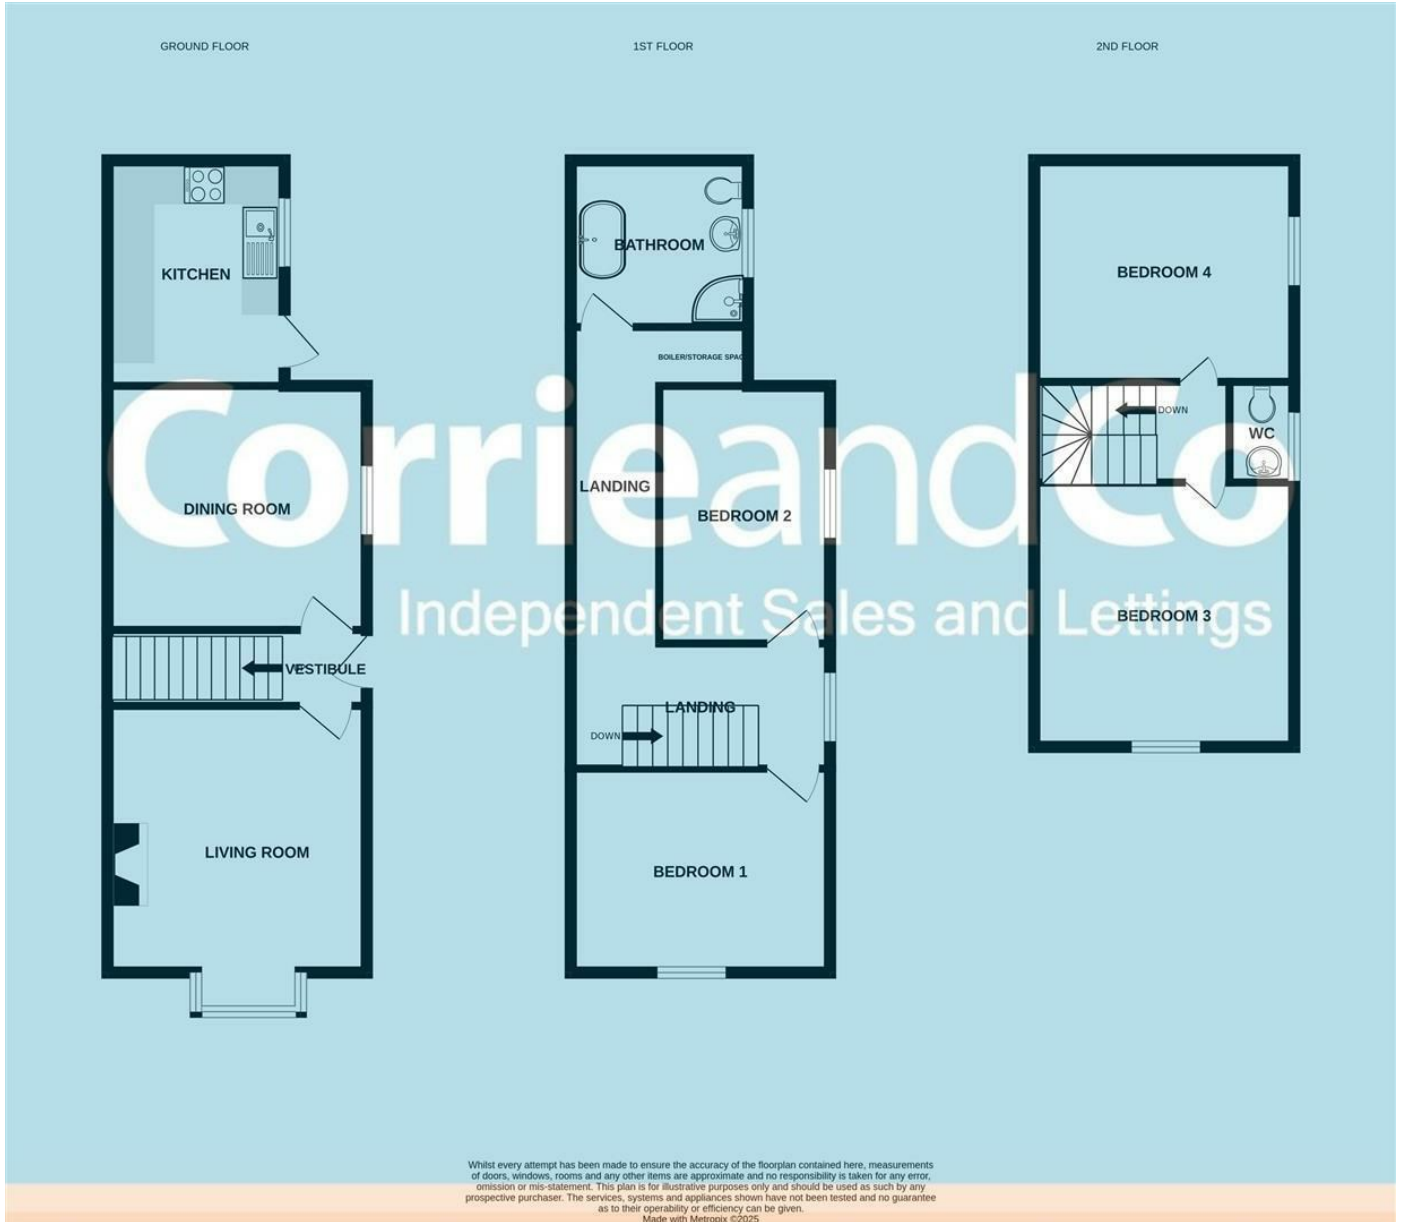 GROUND FLOOR
1ST FLOOR
2ND FLOOR
KITCHEN
DINING ROOM
VESTIBULE
LIVING ROOM
BATHROOM
BOILER/STORAGE SPAC
LANDING
BEDROOM 2
LANDING
DOWN
BEDROOM 1
BEDROOM 4
DOWN
WC
BEDROOM 3
CorrieandCo
Independent Sales and Lettings
Whilst every attempt has been made to ensure the accuracy of the floorplan contained here, measurements
of doors, windows, rooms and any other items are approximate and no responsibility is taken for any error,
omission or mis-statement. This plan is for illustrative purposes only and should be used as such by any
prospective purchaser. The services, systems and appliances shown have not been tested and no guarantee
as to their operability or efficiency can be given.
Made with Metropix ©2025